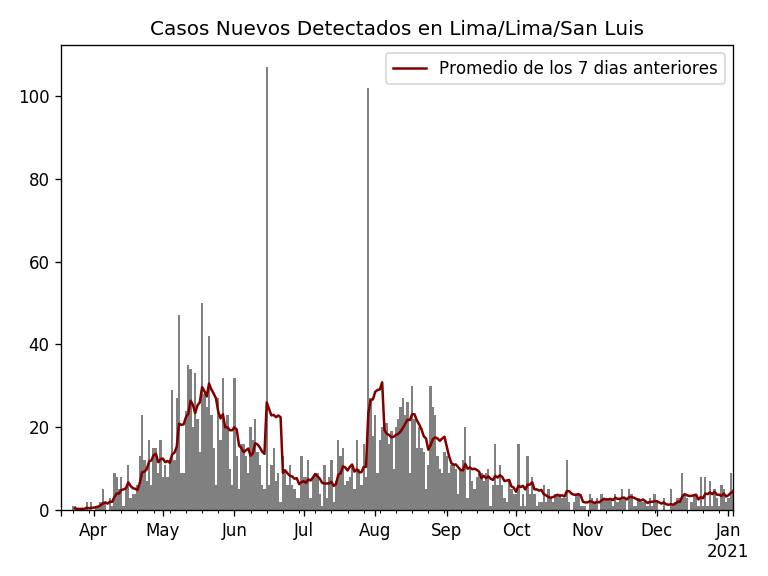 Casos Nuevos Detectados en Lima/Lima/San Luis
Promedio de los 7 dias anteriores
100
80
60
40
20
0
Apr May Jun Jul Aug Sep Oct Nov Dec Jan
2021